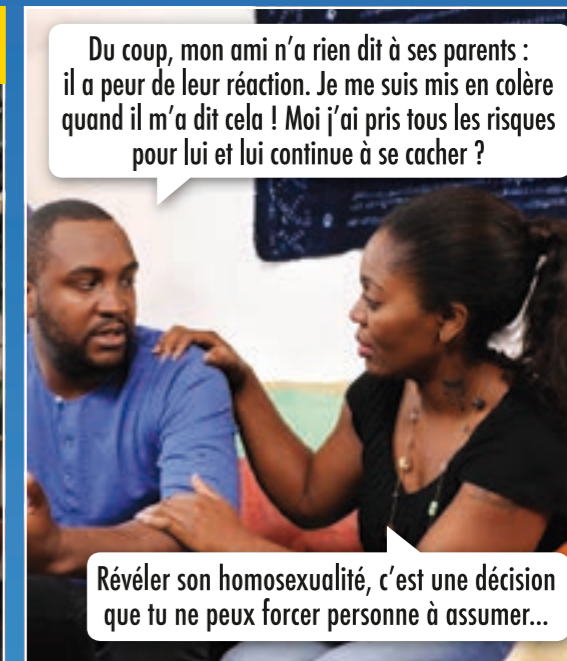 Du coup, mon ami n'a rien dit à ses parents :
il a peur de leur réaction. Je me suis mis en colère
quand il m'a dit cela ! Moi j'ai pris tous les risques
pour lui et lui continue à se cacher ?
Révéler son homosexualité, c'est une décision
que tu ne peux forcer personne à assumer...